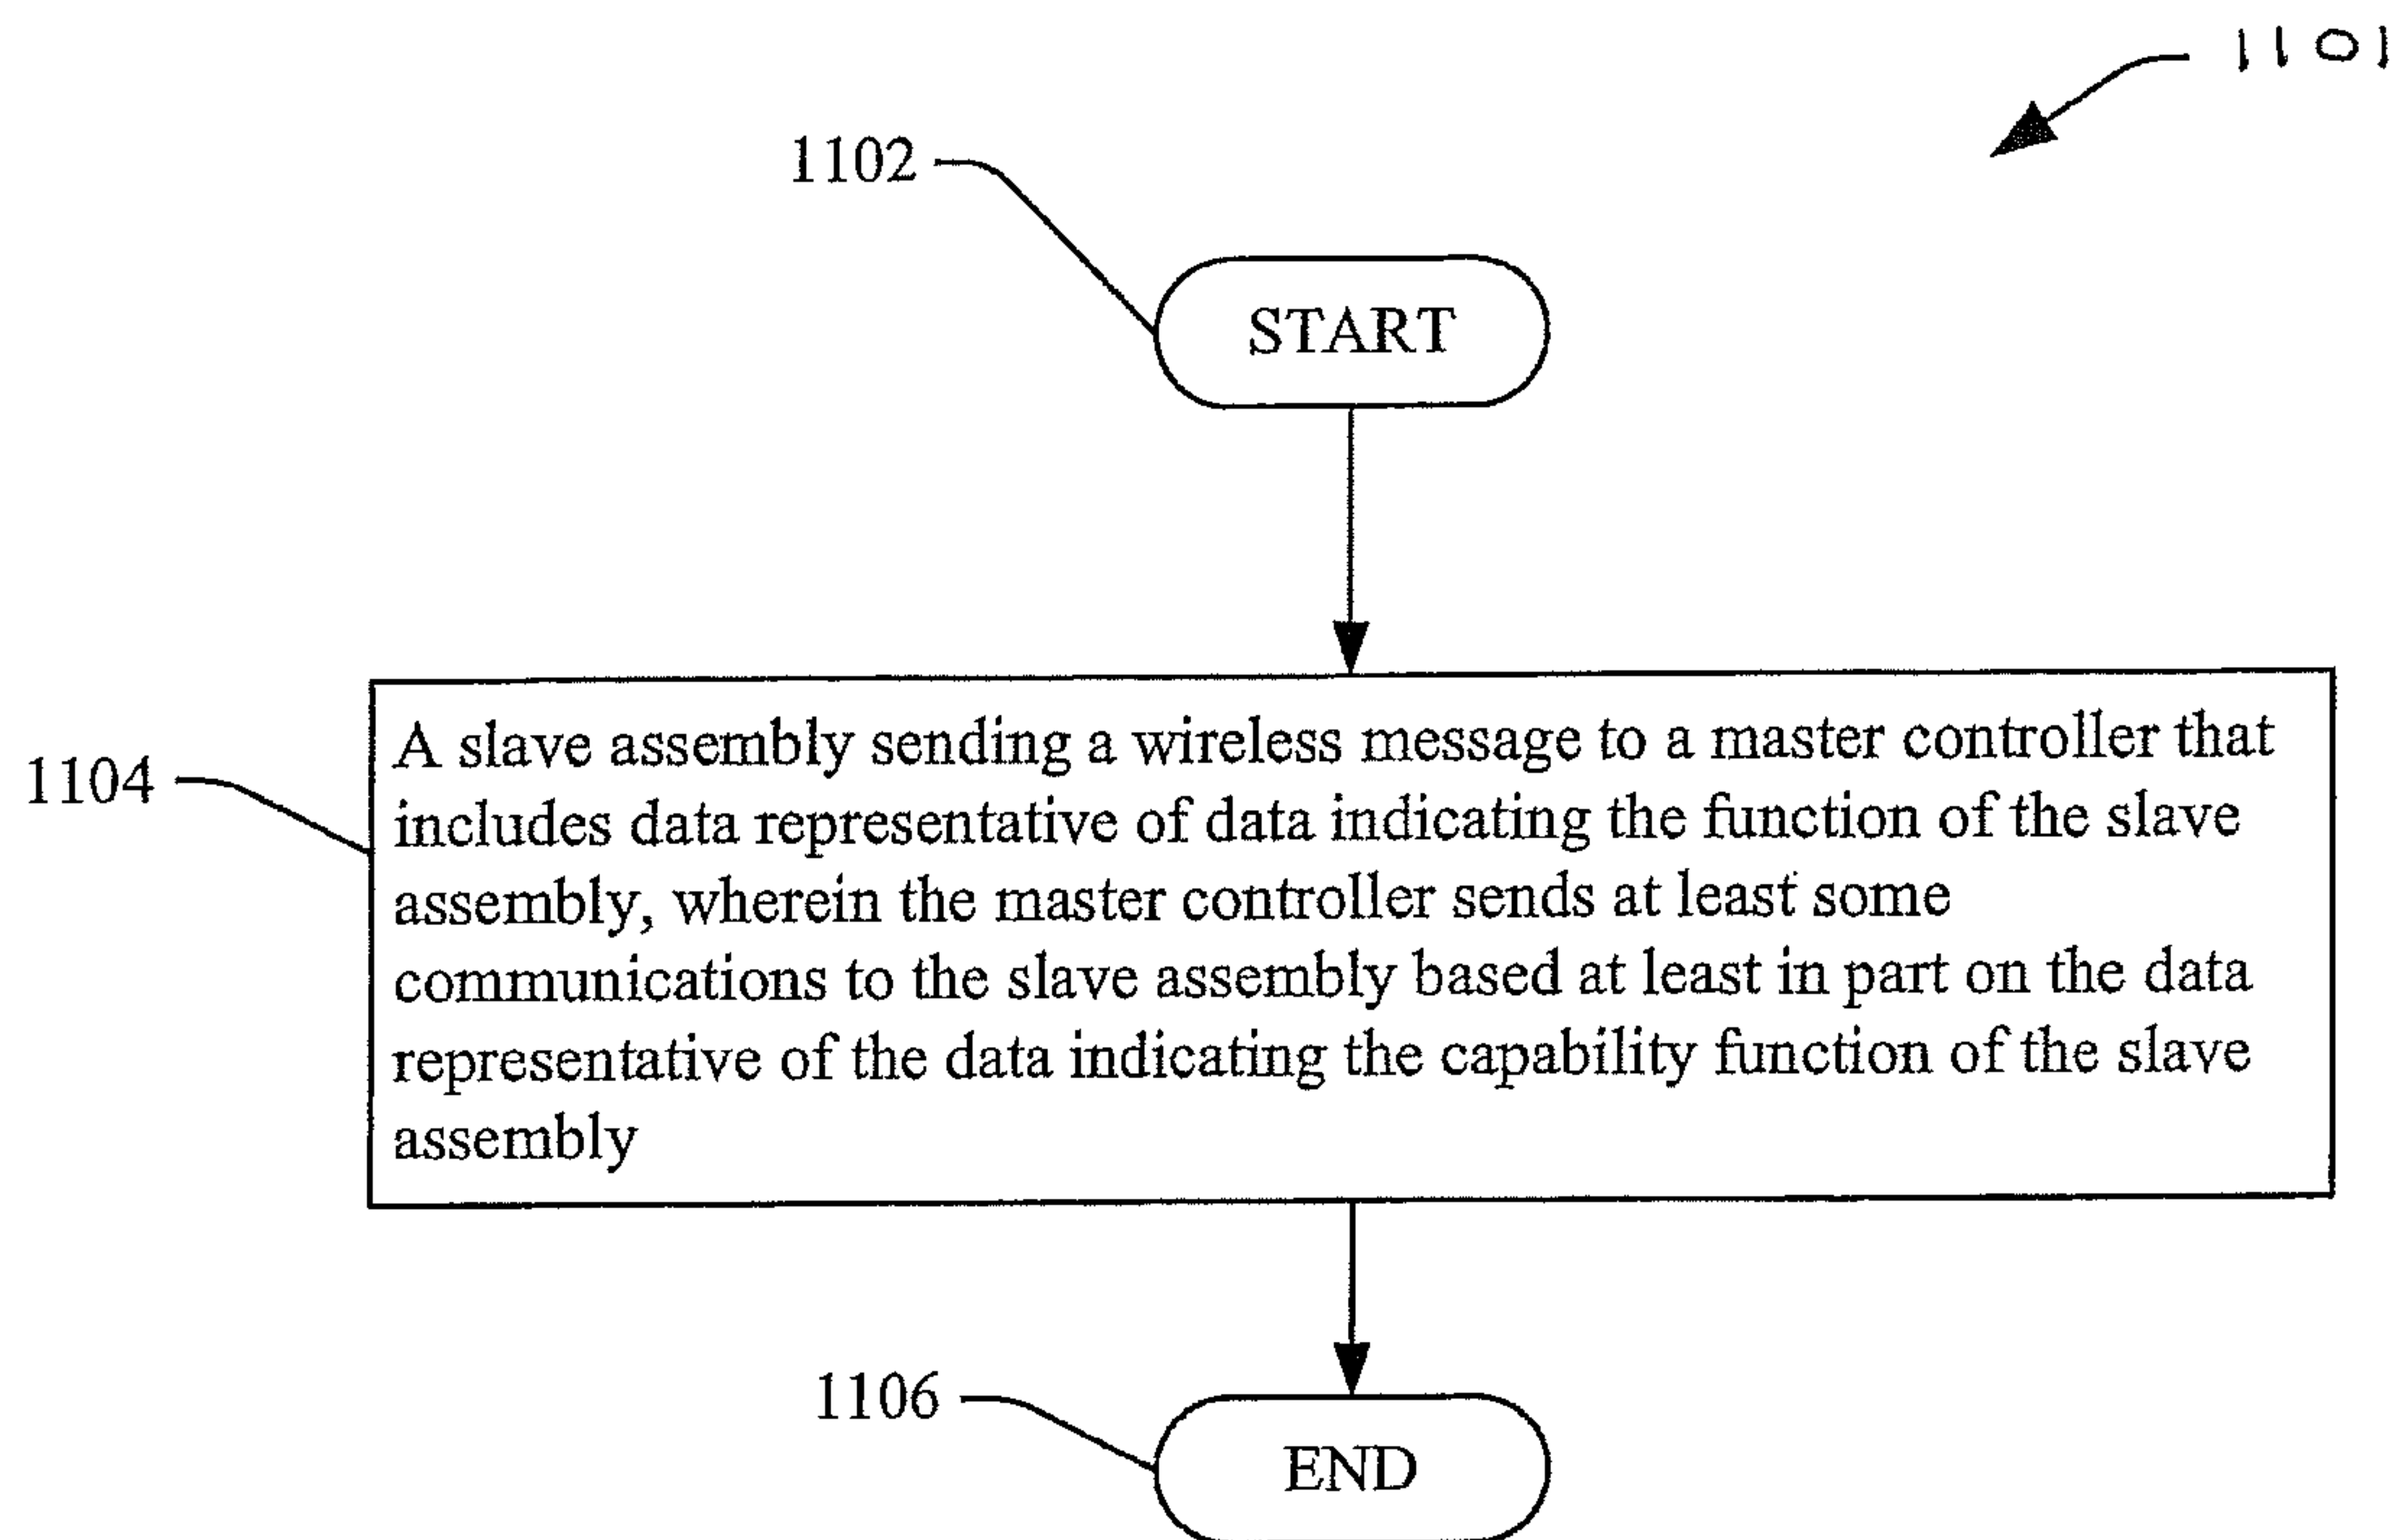 1101
1102
START
1104
A slave assembly sending a wireless message to a master controller that
includes data representative of data indicating the function of the slave
assembly, wherein the master controller sends at least some
communications to the slave assembly based at least in part on the data
representative of the data indicating the capability function of the slave
assembly
1106
END